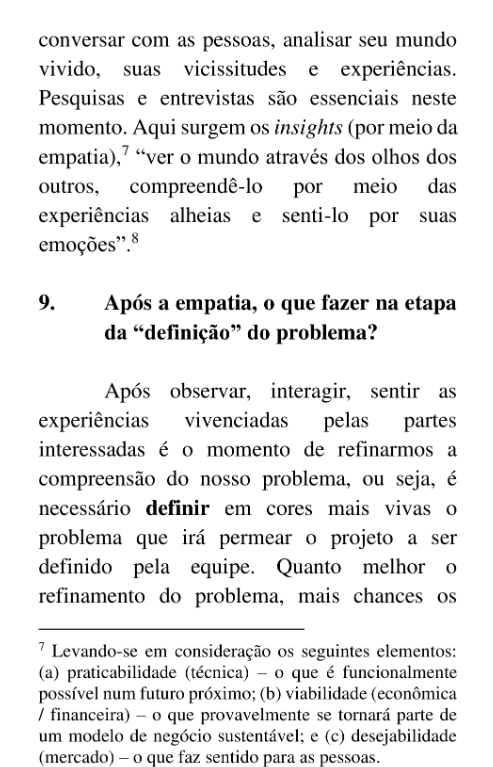 conversar com as pessoas, analisar seu mundo
vivido, suas vicissitudes e experiências.
Pesquisas e entrevistas são essenciais neste
momento. Aqui surgem os insights (por meio da
empatia),⁷ “ver o mundo através dos olhos dos
outros, compreendê-lo por meio das
experiências alheias e senti-lo por suas
emoções”.⁸
9. Após a empatia, o que fazer na etapa
da “definição” do problema?
Após observar, interagir, sentir as
experiências vivenciadas pelas partes
interessadas é o momento de refinarmos a
compreensão do nosso problema, ou seja, é
necessário definir em cores mais vivas o
problema que irá permear o projeto a ser
definido pela equipe. Quanto melhor o
refinamento do problema, mais chances os
⁷ Levando-se em consideração os seguintes elementos:
(a) praticabilidade (técnica) – o que é funcionalmente
possível num futuro próximo; (b) viabilidade (econômica
/ financeira) – o que provavelmente se tornará parte de
um modelo de negócio sustentável; e (c) desejabilidade
(mercado) – o que faz sentido para as pessoas.